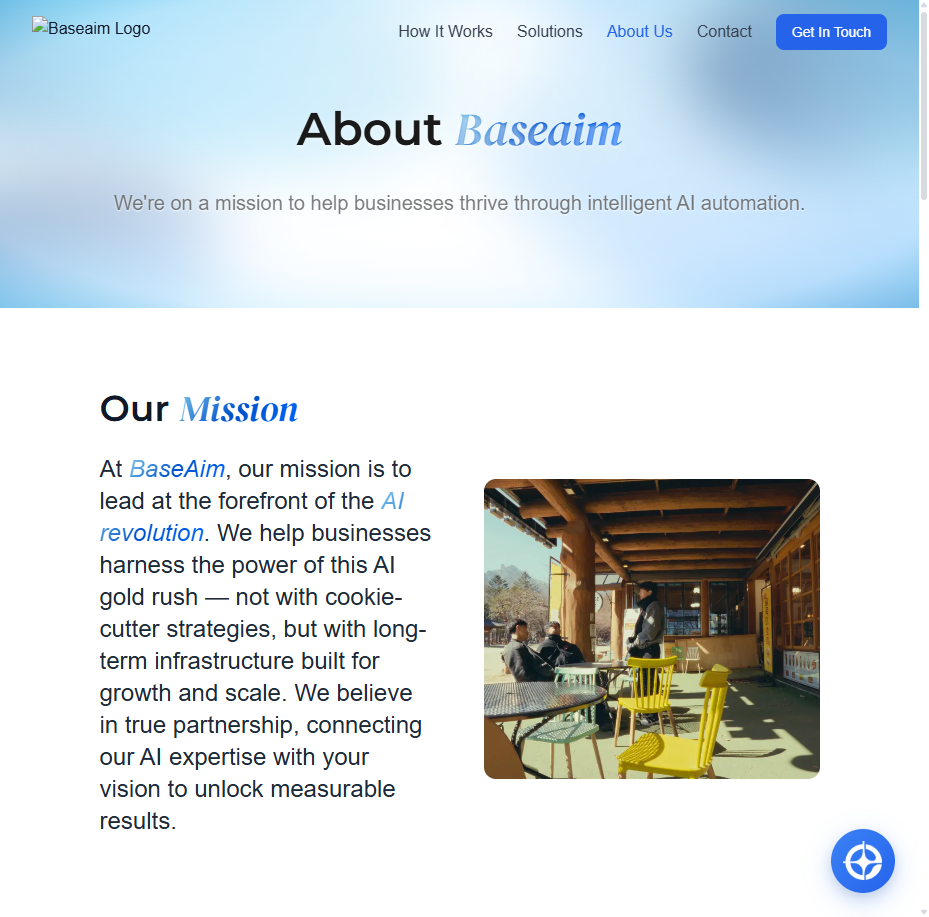 Baseaim Logo
How It Works
Solutions
About Us
Contact
Get In Touch
About Baseaim
We're on a mission to help businesses thrive through intelligent AI automation.
Our Mission
At BaseAim, our mission is to
lead at the forefront of the AI
revolution. We help businesses
harness the power of this AI
gold rush — not with cookie-
cutter strategies, but with long-
term infrastructure built for
growth and scale. We believe
in true partnership, connecting
our AI expertise with your
vision to unlock measurable
results.